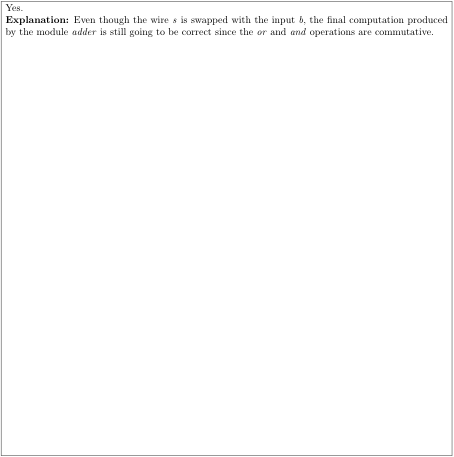 Yes.
Explanation: Even though the wire s is swapped with the input b, the final computation produced
by the module adder is still going to be correct since the or and and operations are commutative.